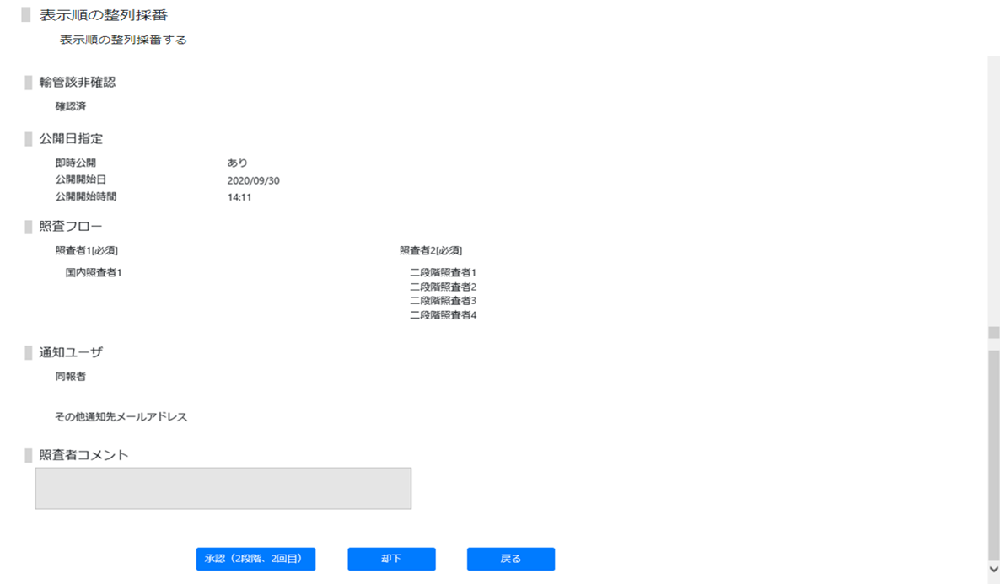 表示順の整列採番
表示順の整列採番する
輸管該非確認
確認済
公開日指定
即時公開 あり
公開開始日 2020/09/30
公開開始時間 14:11
照査フロー
照査者1[必須] 照査者2[必須]
国内照査者1 二段階照査者1
二段階照査者2
二段階照査者3
二段階照査者4
通知ユーザ
同報者
その他通知先メールアドレス
照査者コメント
承認（2段階、2回目） 却下 戻る